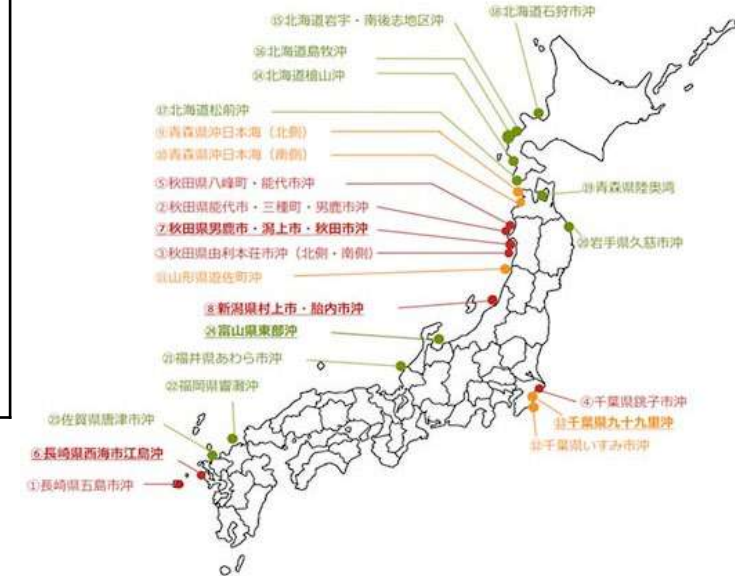 ⑮北海道岩宇・南後志地区沖
⑱北海道石狩市沖
⑯北海道島牧沖
⑭北海道檜山沖
⑰北海道松前沖
⑨青森県沖日本海（北側）
⑩青森県沖日本海（南側）
⑤秋田県八峰町・能代市沖
②秋田県能代市・三種町・男鹿市沖
⑦秋田県男鹿市・潟上市・秋田市沖
③秋田県由利本荘市沖（北側・南側）
⑪山形県遊佐町沖
⑲青森県陸奥湾
⑳岩手県久慈市沖
⑧新潟県村上市・胎内市沖
㉔富山県東部沖
㉑福井県あわら市沖
㉒福岡県響灘沖
㉓佐賀県唐津市沖
⑥長崎県西海市江島沖
①長崎県五島市沖
④千葉県銚子市沖
⑬千葉県九十九里沖
⑫千葉県いすみ市沖